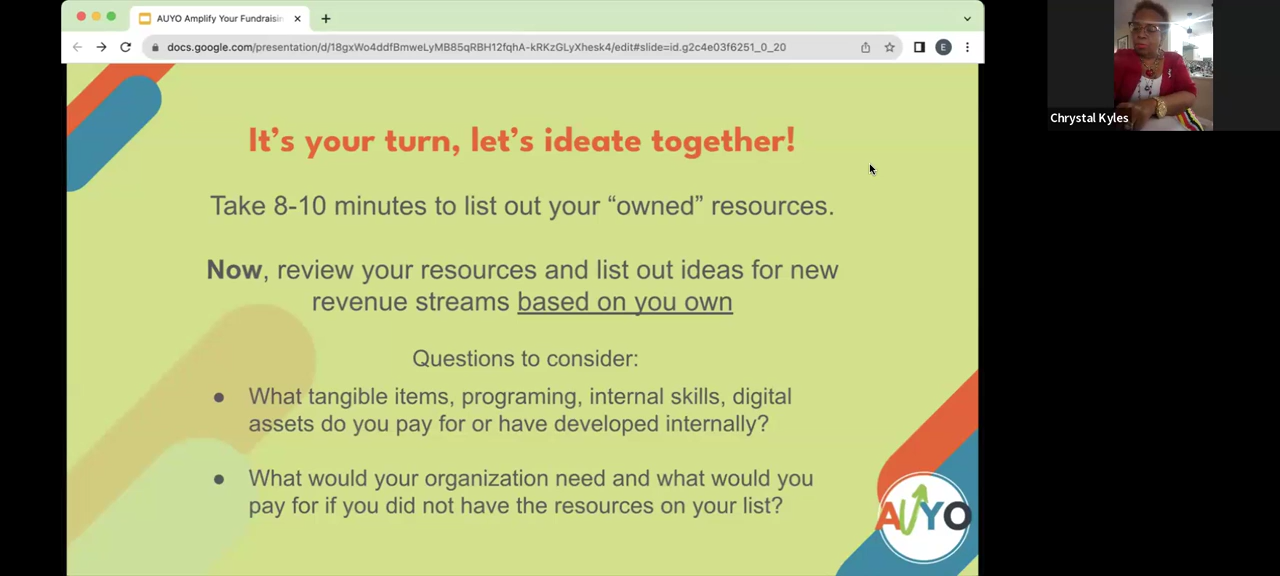 AUYO Amplify Your Fundraisin
docs.google.com/presentation/d/18gxWo4ddfBmweLyMB85qRBH12fqhA-kRKzGLyXhesk4/edit#slide=id.g2c4e03f6251_0_20
E
Chrystal Kyles
It's your turn, let's ideate together!
Take 8-10 minutes to list out your “owned” resources.
Now, review your resources and list out ideas for new
revenue streams based on you own
Questions to consider:
● What tangible items, programing, internal skills, digital
assets do you pay for or have developed internally?
● What would your organization need and what would you
pay for if you did not have the resources on your list?
AUYO